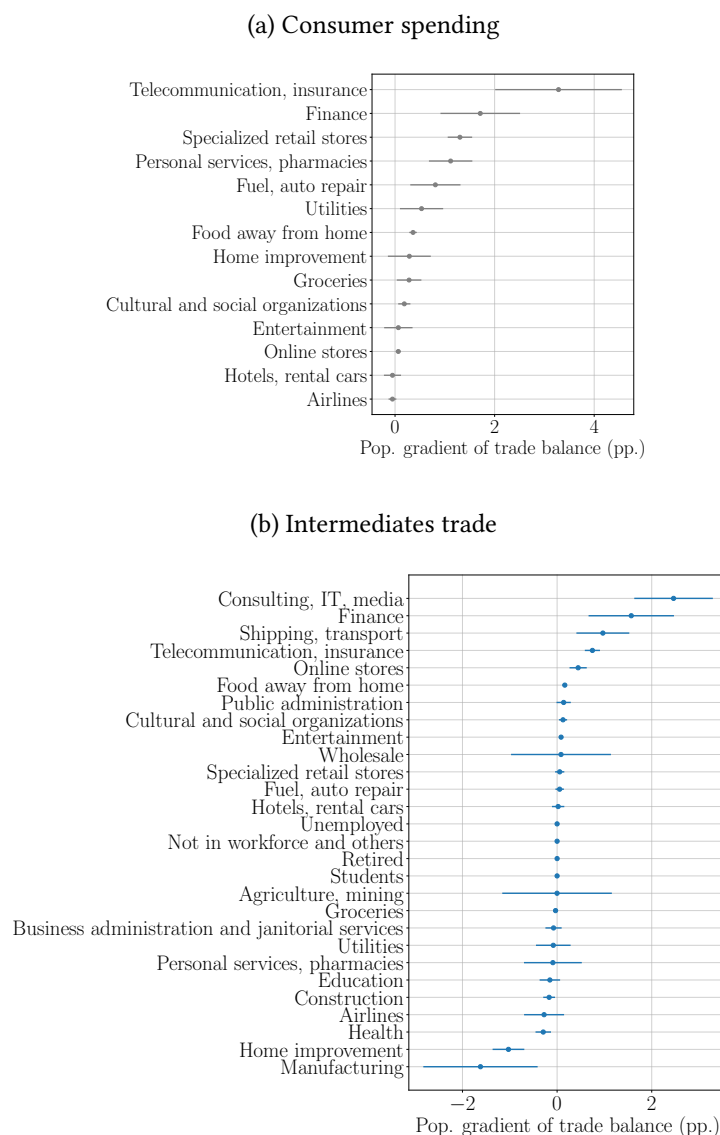 (a) Consumer spending
Telecommunication, insurance
Finance
Specialized retail stores
Personal services, pharmacies
Fuel, auto repair
Utilities
Food away from home
Home improvement
Groceries
Cultural and social organizations
Entertainment
Online stores
Hotels, rental cars
Airlines
0 2 4
Pop. gradient of trade balance (pp.)
(b) Intermediates trade
Consulting, IT, media
Finance
Shipping, transport
Telecommunication, insurance
Online stores
Food away from home
Public administration
Cultural and social organizations
Entertainment
Wholesale
Specialized retail stores
Fuel, auto repair
Hotels, rental cars
Unemployed
Not in workforce and others
Retired
Students
Agriculture, mining
Groceries
Business administration and janitorial services
Utilities
Personal services, pharmacies
Education
Construction
Airlines
Health
Home improvement
Manufacturing
−2 0 2
Pop. gradient of trade balance (pp.)